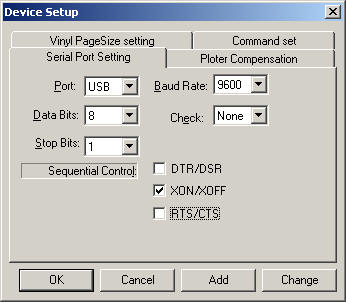 Device Setup
Vinyl PageSize setting Command set
Serial Port Setting Ploter Compensation
Port: USB Baud Rate: 9600
Data Bits: 8 Check: None
Stop Bits: 1
Sequential Control: DTR/DSR
XON/XOFF
RTS/CTS
OK Cancel Add Change